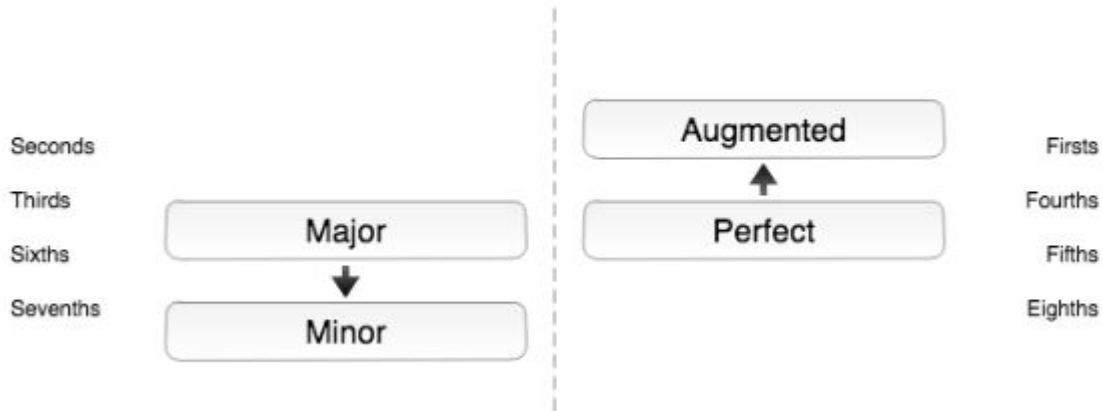 Seconds
Thirds
Sixths
Sevenths
Major
Minor
Augmented
Perfect
Firsts
Fourths
Fifths
Eighths